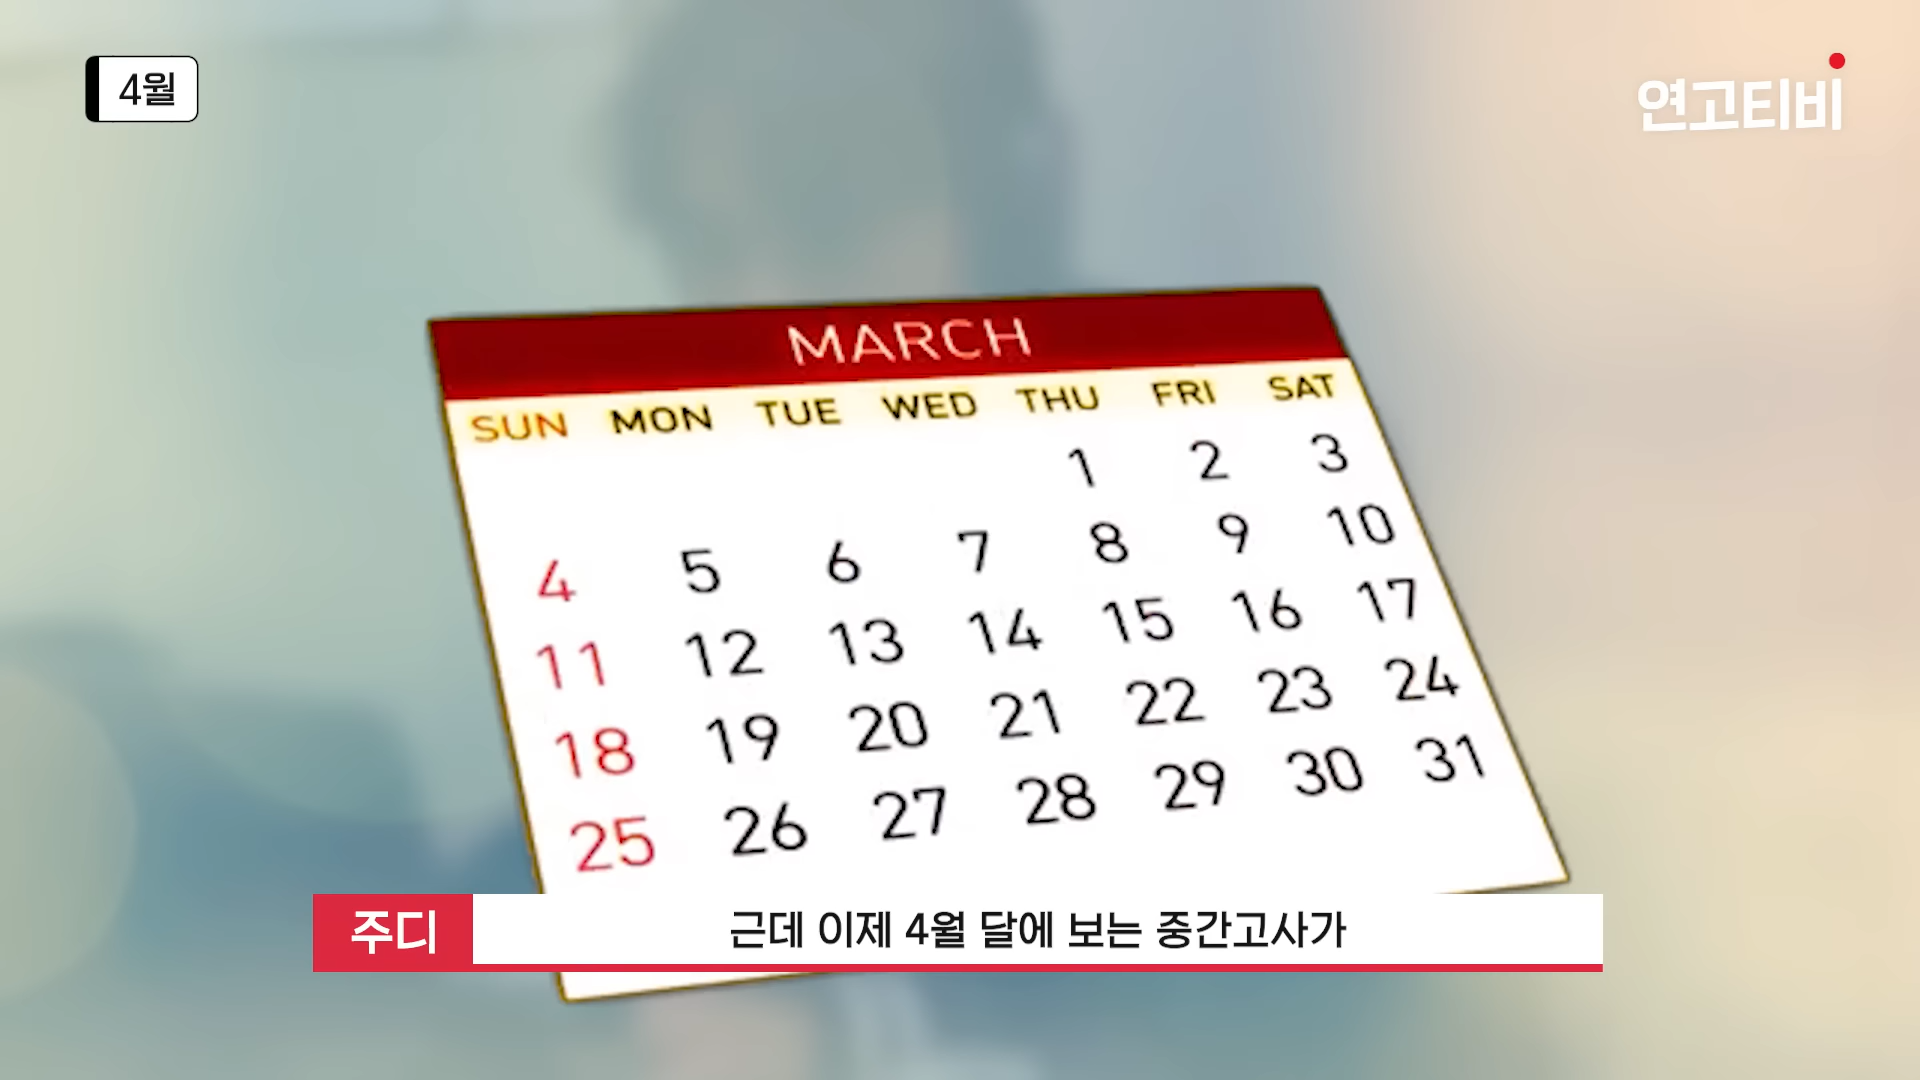 4월
연고티비
MARCH
SUN MON TUE WED THU FRI SAT
1 2 3
4 5 6 7 8 9 10
11 12 13 14 15 16 17
18 19 20 21 22 23 24
25 26 27 28 29 30 31
주디 근데 이제 4월 달에 보는 중간고사가